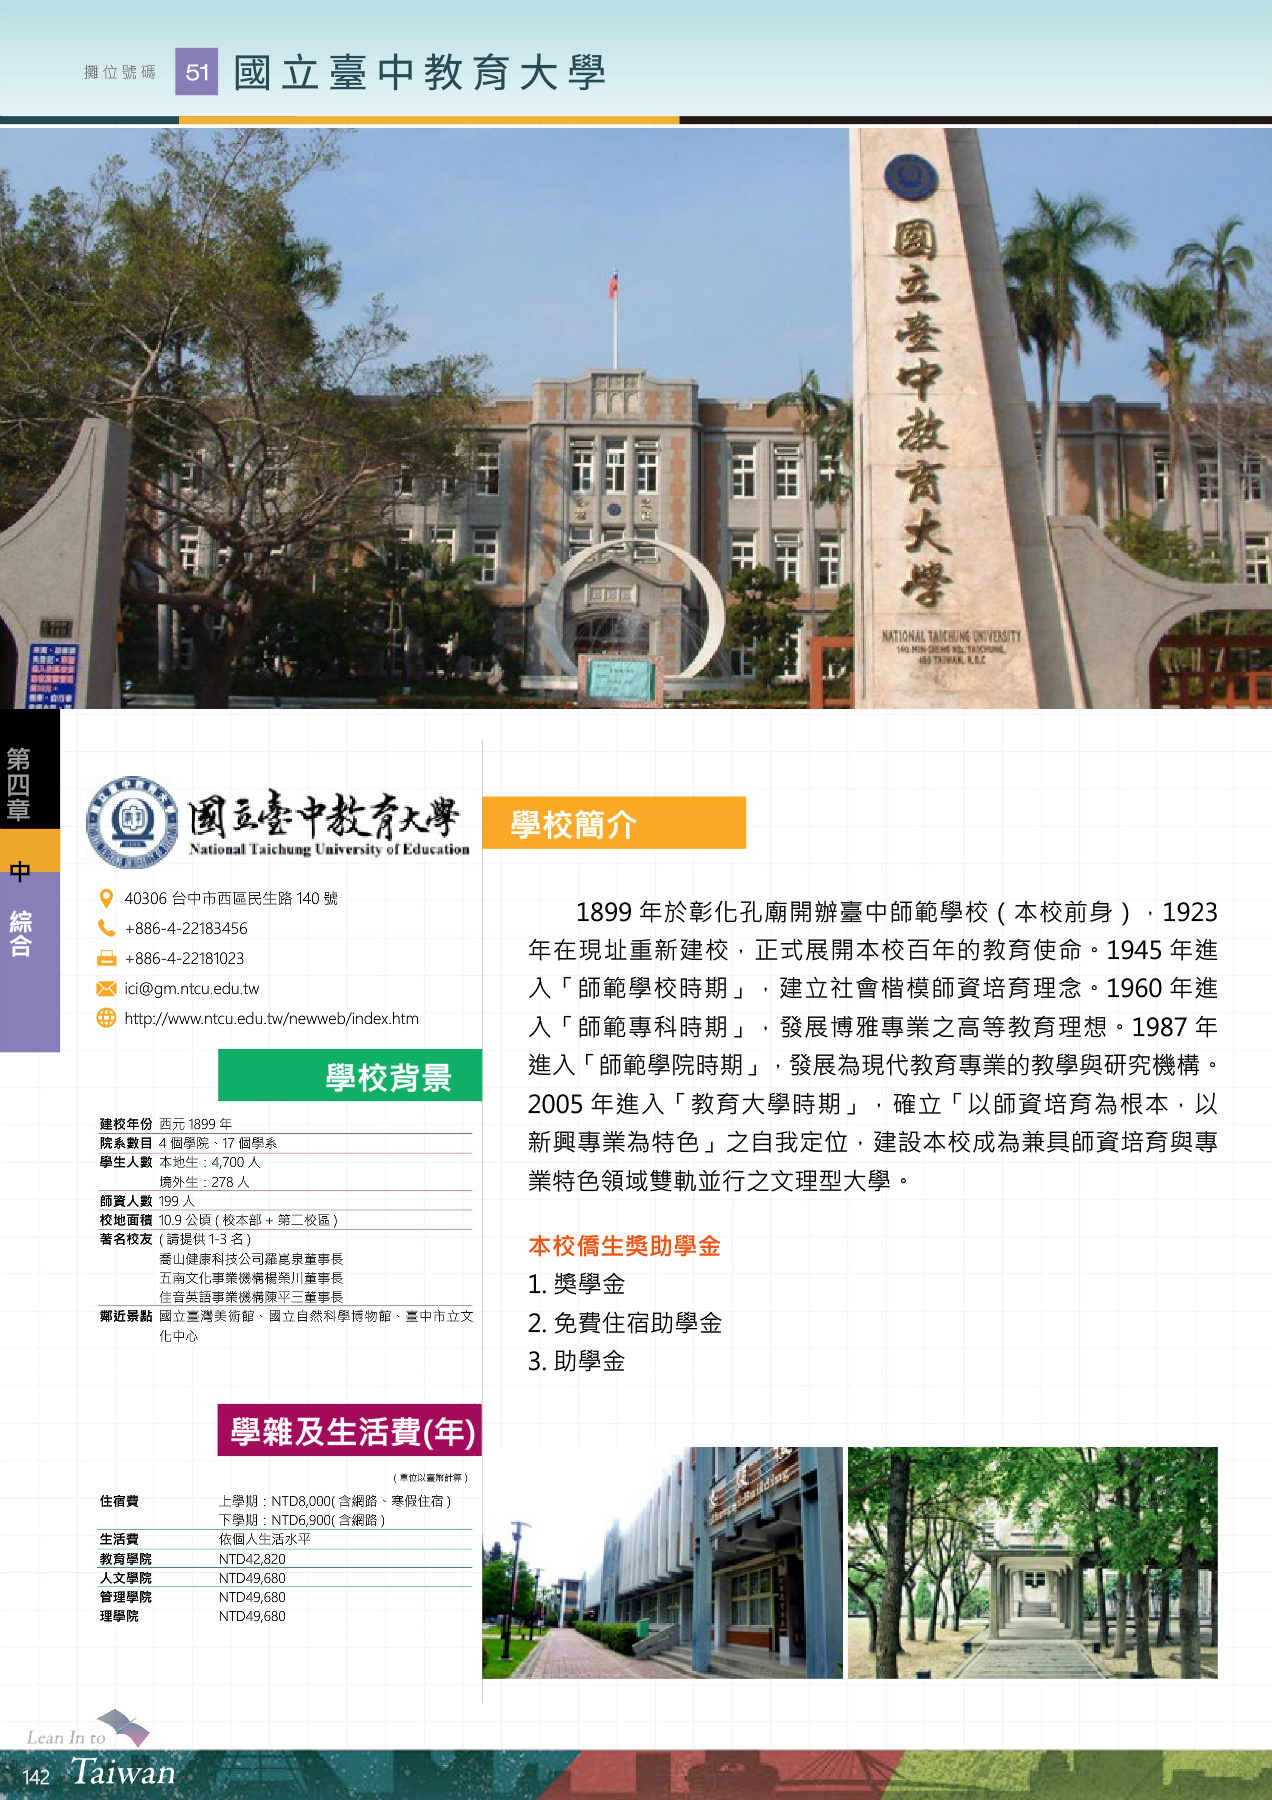 攤位號碼 51 國立臺中教育大學
國立臺中教育大學
NATIONAL TAICHUNG UNIVERSITY
140 MIN-SHENG RD., TAICHUNG,
403 TAIWAN, R.O.C
第四章
中
綜合
國立臺中教育大學
National Taichung University of Education
40306 台中市西區民生路 140 號
+886-4-22183456
+886-4-22181023
ici@gm.ntcu.edu.tw
http://www.ntcu.edu.tw/newweb/index.htm
學校背景
建校年份 西元 1899 年
院系數目 4 個學院、17 個學系
學生人數 本地生：4,700 人
境外生：278 人
師資人數 199 人
校地面積 10.9 公頃 ( 校本部 + 第二校區 )
著名校友 ( 請提供 1-3 名 )
喬山健康科技公司羅崑泉董事長
五南文化事業機構楊榮川董事長
佳音英語事業機構陳平三董事長
鄰近景點 國立臺灣美術館、國立自然科學博物館、臺中市立文
化中心
學雜及生活費(年)
( 單位以臺幣計算 )
住宿費 上學期：NTD8,000( 含網路、寒假住宿 )
下學期：NTD6,900( 含網路 )
生活費 依個人生活水平
教育學院 NTD42,820
人文學院 NTD49,680
管理學院 NTD49,680
理學院 NTD49,680
學校簡介
1899 年於彰化孔廟開辦臺中師範學校（本校前身），1923
年在現址重新建校，正式展開本校百年的教育使命。1945 年進
入「師範學校時期」，建立社會楷模師資培育理念。1960 年進
入「師範專科時期」，發展博雅專業之高等教育理想。1987 年
進入「師範學院時期」，發展為現代教育專業的教學與研究機構。
2005 年進入「教育大學時期」，確立「以師資培育為根本，以
新興專業為特色」之自我定位，建設本校成為兼具師資培育與專
業特色領域雙軌並行之文理型大學。
本校僑生獎助學金
1. 獎學金
2. 免費住宿助學金
3. 助學金
Lean In to
142 Taiwan